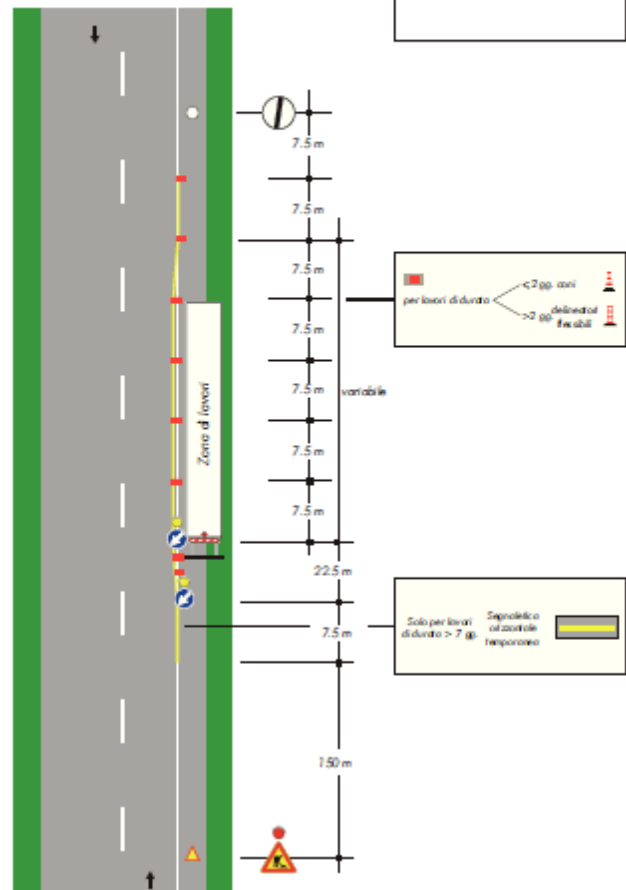 7.5 m
7.5 m
7.5 m
per lavori di durata
< 2 gg. coni
> 2 gg. delineatori
flessibili
7.5 m
Zona di lavori
7.5 m
variabile
7.5 m
7.5 m
22.5 m
Solo per lavori
di durata > 7 gg.
Segnaletica
orizzontale
temporanea
7.5 m
150 m